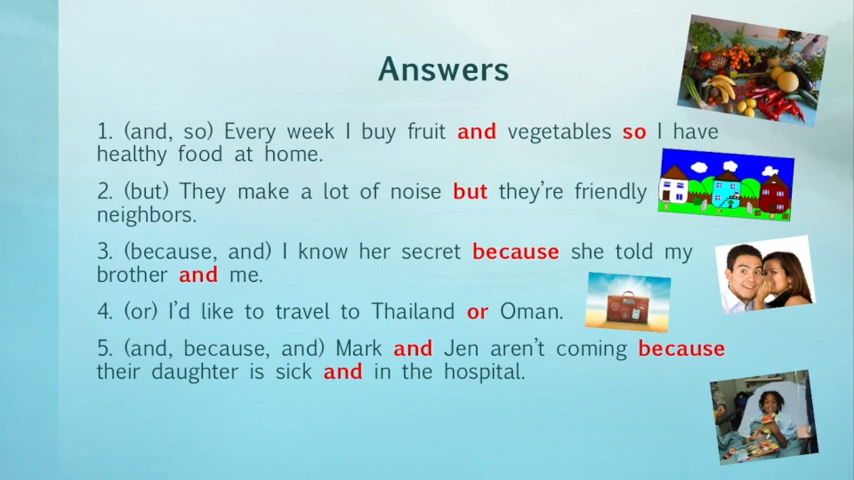 Answers
1. (and, so) Every week I buy fruit and vegetables so I have
healthy food at home.
2. (but) They make a lot of noise but they're friendly
neighbors.
3. (because, and) I know her secret because she told my
brother and me.
4. (or) I'd like to travel to Thailand or Oman.
5. (and, because, and) Mark and Jen aren't coming because
their daughter is sick and in the hospital.